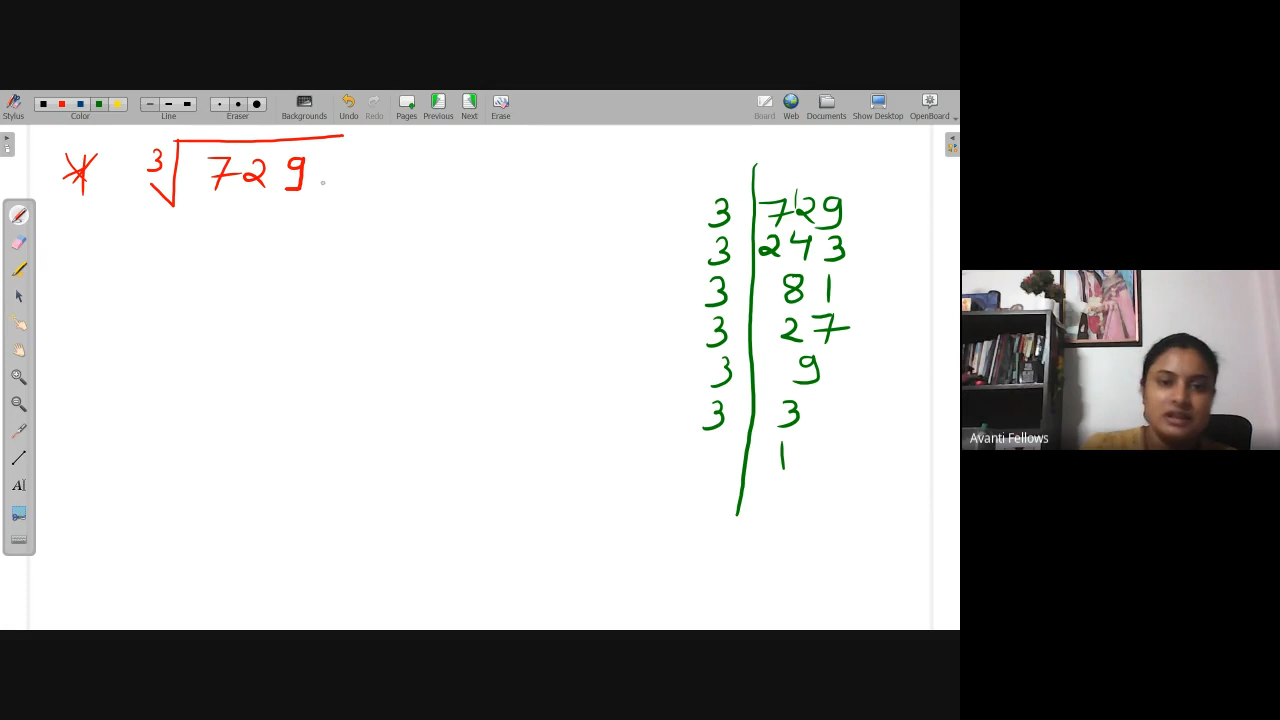 Stylus Color Line Eraser Backgrounds Undo Redo Pages Previous Next Erase Board Web Documents Show Desktop OpenBoard
* ∛729
3 | 729
3 | 243
3 | 81
3 | 27
3 | 9
3 | 3
1
Avanti Fellows